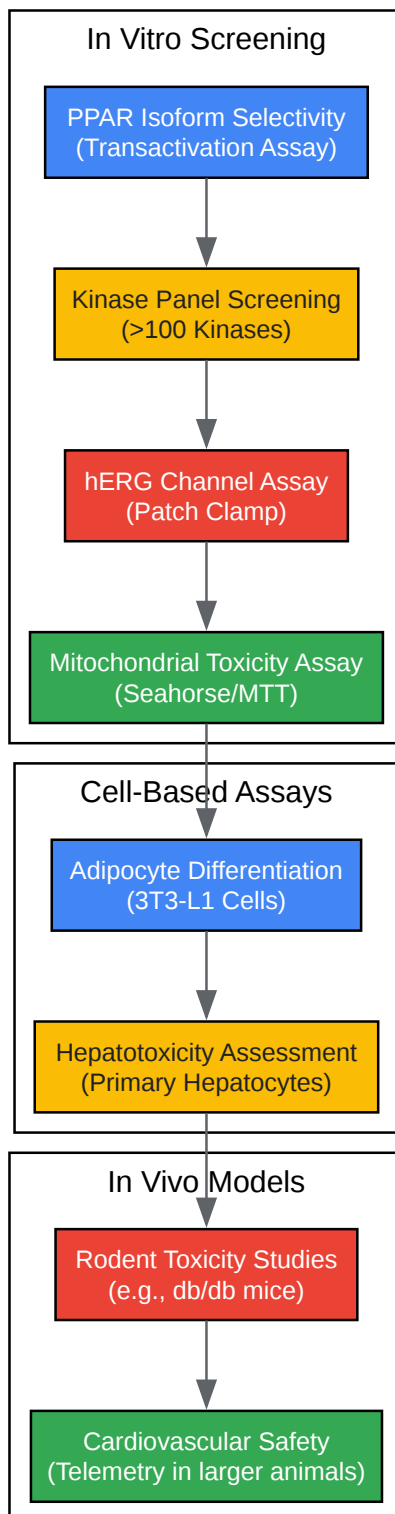 In Vitro Screening
PPAR Isoform Selectivity
(Transactivation Assay)
Kinase Panel Screening
(>100 Kinases)
hERG Channel Assay
(Patch Clamp)
Mitochondrial Toxicity Assay
(Seahorse/MTT)
Cell-Based Assays
Adipocyte Differentiation
(3T3-L1 Cells)
Hepatotoxicity Assessment
(Primary Hepatocytes)
In Vivo Models
Rodent Toxicity Studies
(e.g., db/db mice)
Cardiovascular Safety
(Telemetry in larger animals)